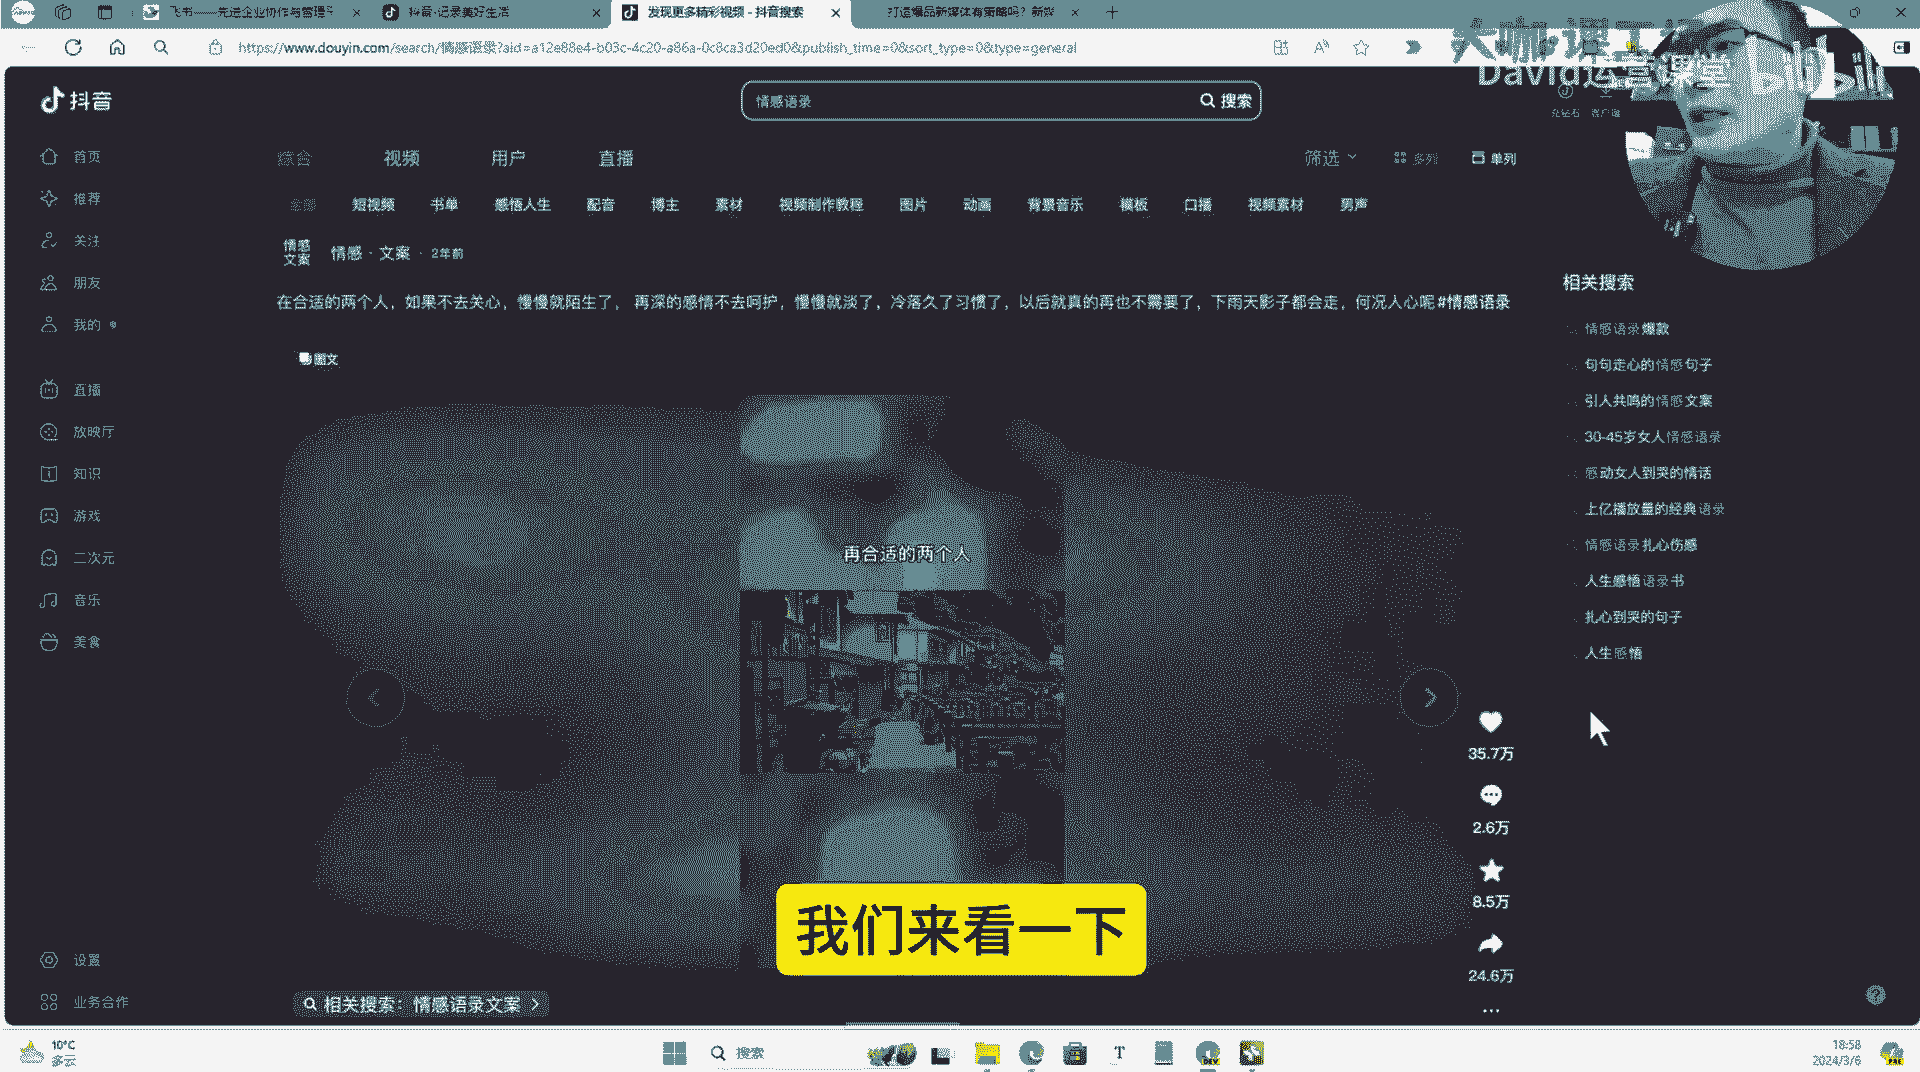 飞书——先进企业协作与管理平
抖音-记录美好生活
发现更多精彩视频 - 抖音搜索
打造爆品新媒体有策略吗？新媒
https://www.douyin.com/search/情感语录?aid=a12e88e4-b03c-4c20-a86a-0c8ca3d20ed0&publish_time=0&sort_type=0&type=general
大咖课工场
David运营课堂 bilibili
抖音
情感语录
搜索
充钻石 客户端
首页
推荐
关注
朋友
我的
直播
放映厅
知识
游戏
二次元
音乐
美食
设置
业务合作
综合 视频 用户 直播
筛选 多列 单列
全部 短视频 书单 感悟人生 配音 博主 素材 视频制作教程 图片 动画 背景音乐 模板 口播 视频素材 男声
情感
文案
情感·文案 · 2年前
在合适的两个人，如果不去关心，慢慢就陌生了， 再深的感情不去呵护，慢慢就淡了，冷落久了习惯了，以后就真的再也不需要了，下雨天影子都会走，何况人心呢#情感语录
图文
再合适的两个人
35.7万
2.6万
8.5万
24.6万
相关搜索：情感语录文案
我们来看一下
相关搜索
情感语录爆款
句句走心的情感句子
引人共鸣的情感文案
30-45岁女人情感语录
感动女人到哭的情话
上亿播放量的经典语录
情感语录扎心伤感
人生感悟语录书
扎心到哭的句子
人生感悟
10°C
多云
搜索
T
DEV
18:58
2024/3/6
PRE